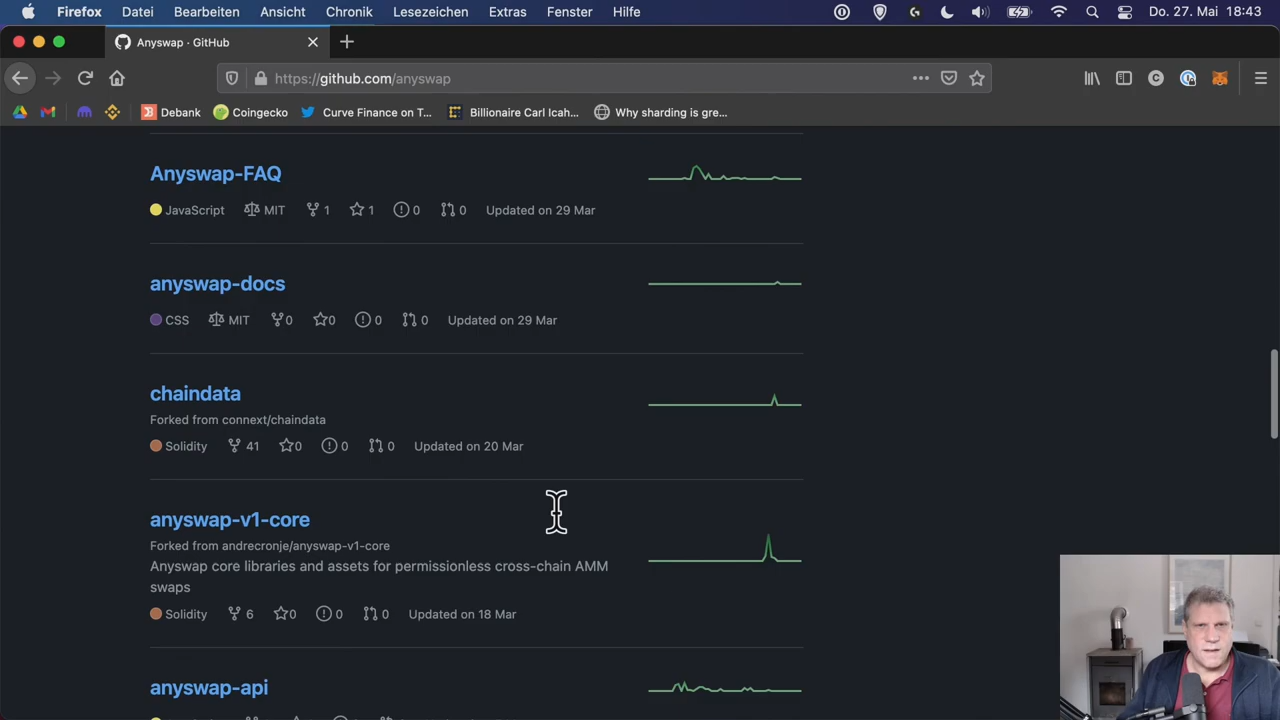 Firefox Datei Bearbeiten Ansicht Chronik Lesezeichen Extras Fenster Hilfe Do. 27. Mai 18:43
Anyswap · GitHub
https://github.com/anyswap
Debank Coingecko Curve Finance on T... Billionaire Carl Icah... Why sharding is gre...
Anyswap-FAQ
JavaScript MIT 1 1 0 0 Updated on 29 Mar
anyswap-docs
CSS MIT 0 0 0 0 Updated on 29 Mar
chaindata
Forked from connext/chaindata
Solidity 41 0 0 0 Updated on 20 Mar
anyswap-v1-core
Forked from andrecronje/anyswap-v1-core
Anyswap core libraries and assets for permissionless cross-chain AMM
swaps
Solidity 6 0 0 0 Updated on 18 Mar
anyswap-api